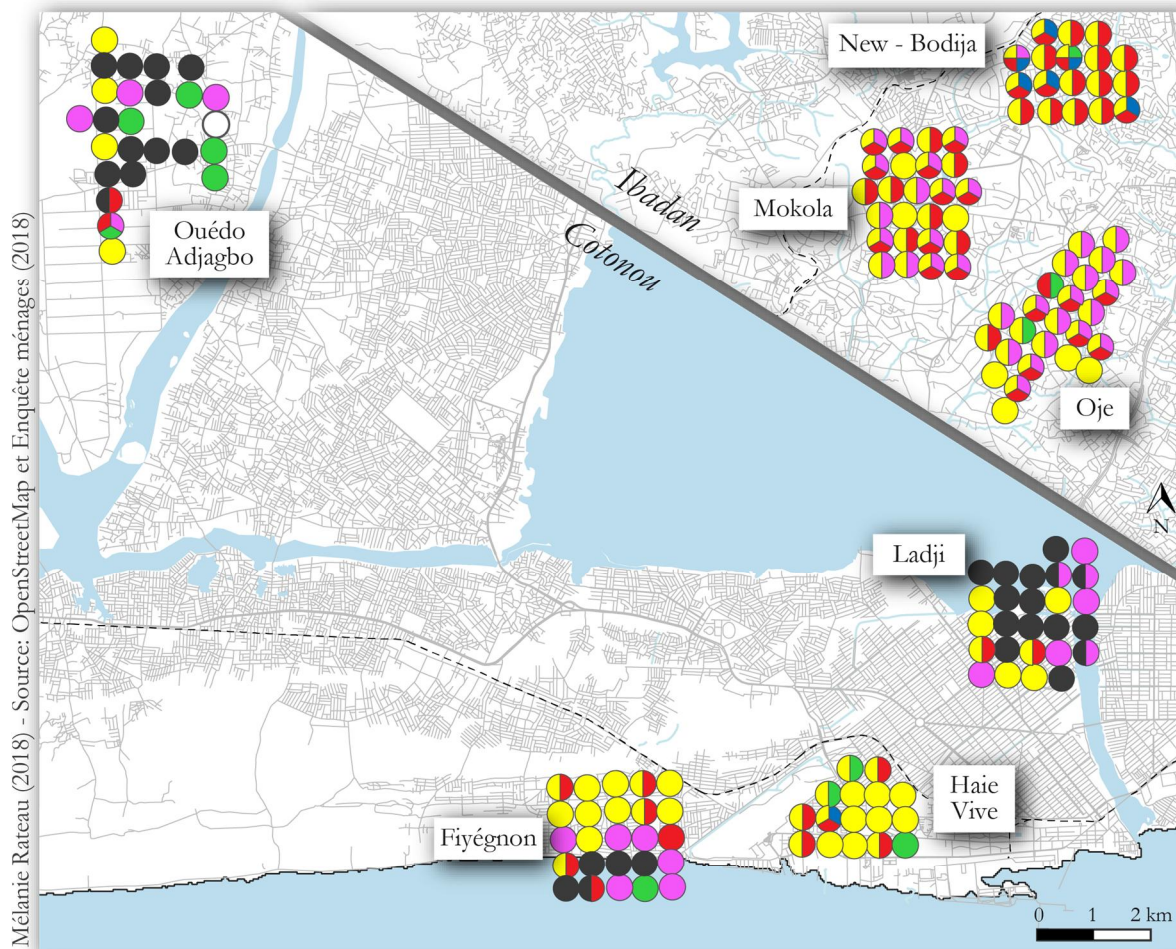 New - Bodija
Mokola
Ibadan
Cotonou
Ouédo
Adjagbo
Oje
N
Ladji
Haie
Vive
Fiyégnon
0 1 2 km
Mélanie Rateau (2018) - Source: OpenStreetMap et Enquête ménages (2018)